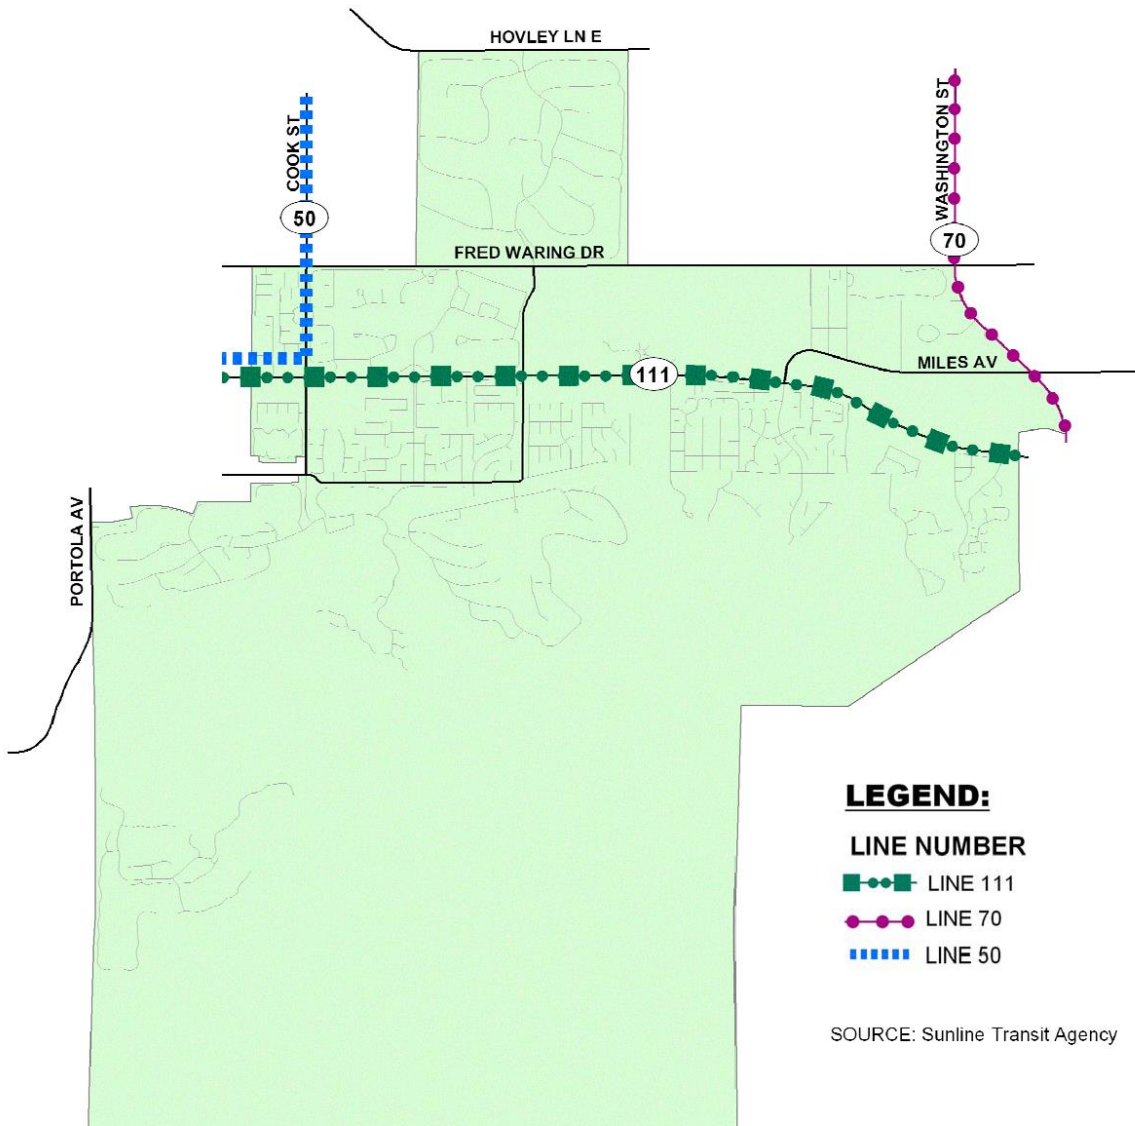 HOVLEY LN E
COOK ST
WASHINGTON ST
50
70
FRED WARING DR
MILES AV
111
PORTOLA AV
LEGEND:
LINE NUMBER
LINE 111
LINE 70
LINE 50
SOURCE: Sunline Transit Agency